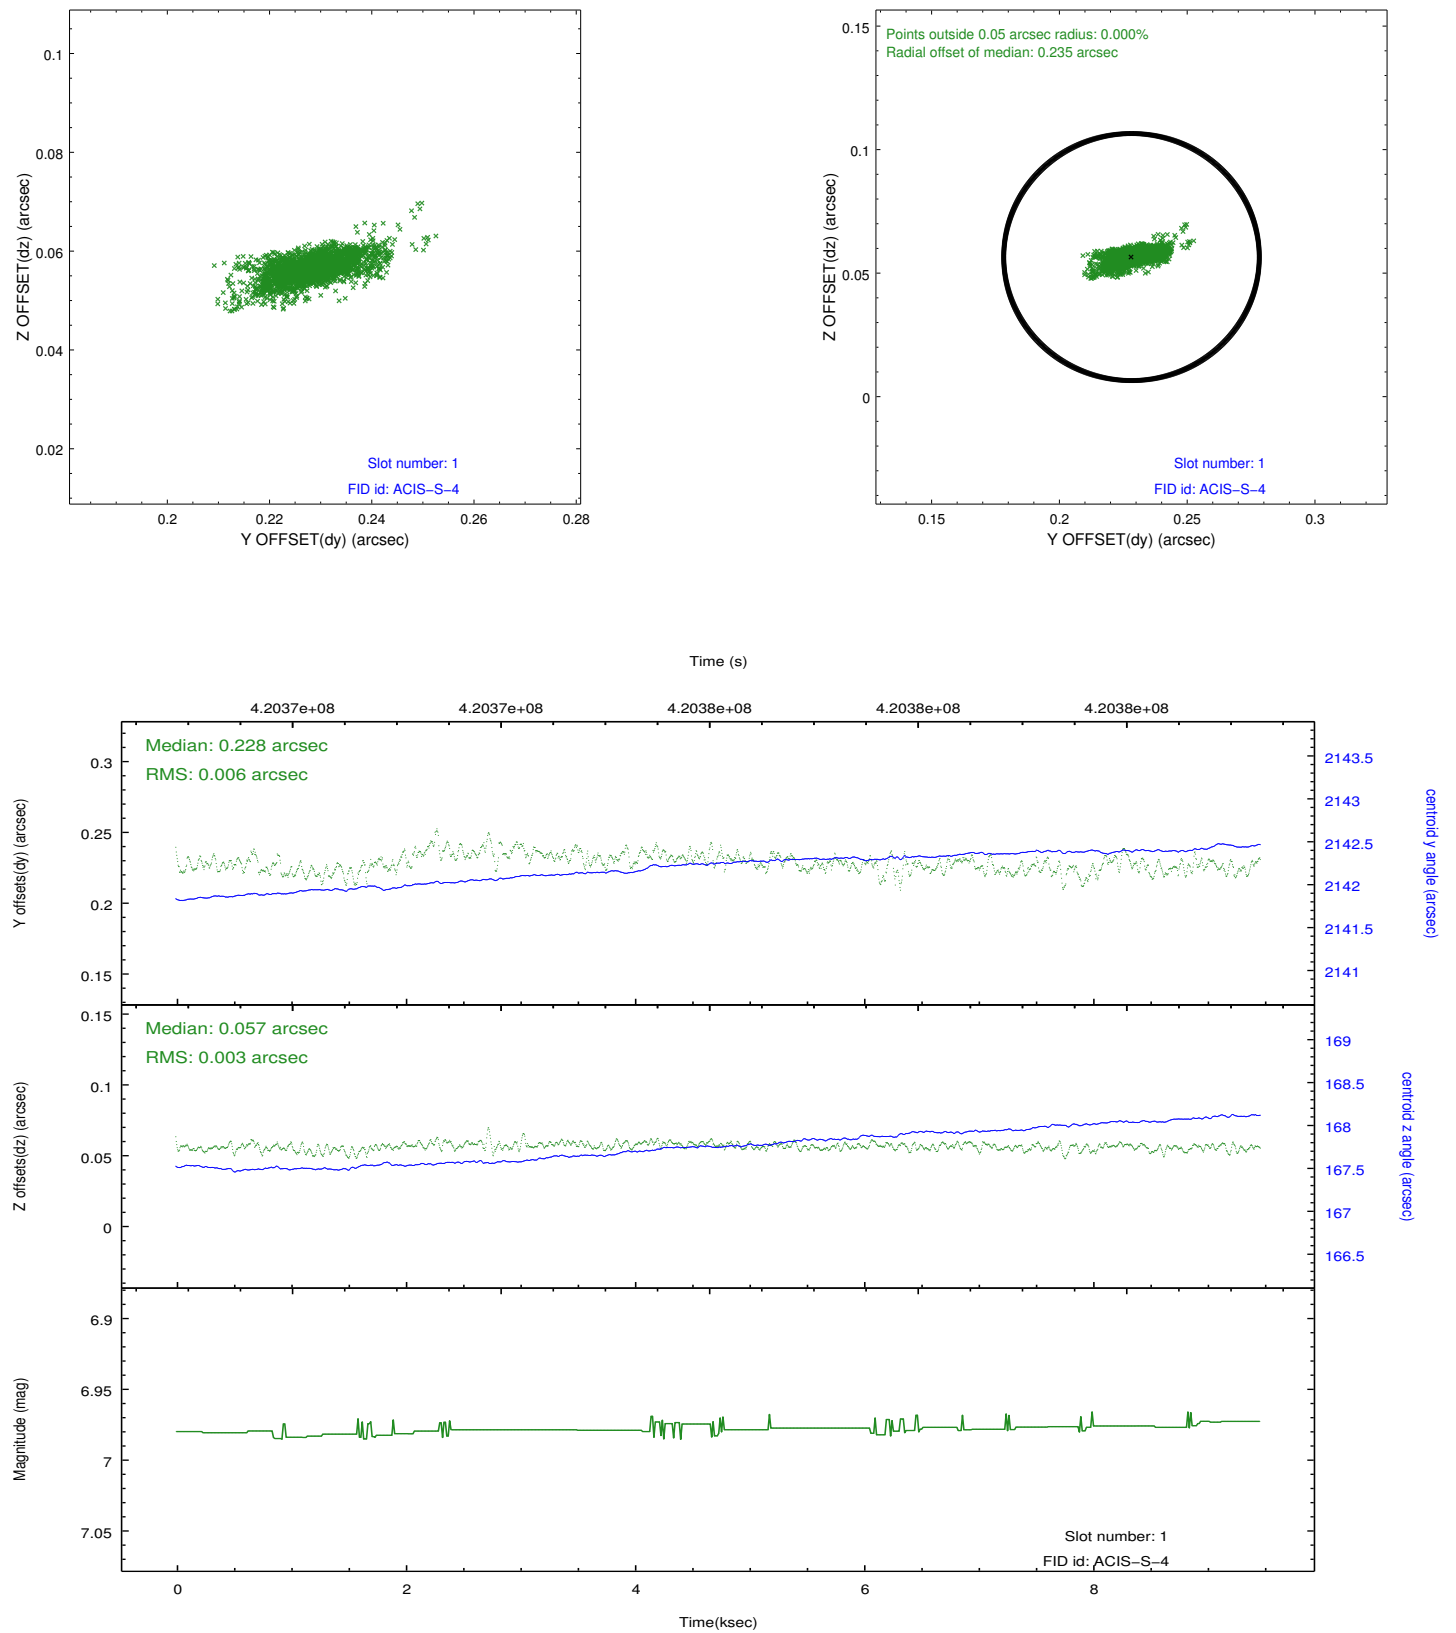 0.1
0.08
0.06
0.04
0.02
Z OFFSET(dz) (arcsec)
Slot number: 1
FID id: ACIS−S−4
0.2 0.22 0.24 0.26 0.28
Y OFFSET(dy) (arcsec)
Points outside 0.05 arcsec radius: 0.000%
Radial offset of median: 0.235 arcsec
0.15
0.1
0.05
0
Z OFFSET(dz) (arcsec)
Slot number: 1
FID id: ACIS−S−4
0.15 0.2 0.25 0.3
Y OFFSET(dy) (arcsec)
Time (s)
4.2037e+08 4.2037e+08 4.2038e+08 4.2038e+08 4.2038e+08
Median: 0.228 arcsec
RMS: 0.006 arcsec
0.3
0.25
0.2
0.15
Y offsets(dy) (arcsec)
2143.5
2143
2142.5
2142
2141.5
2141
centroid y angle (arcsec)
Median: 0.057 arcsec
RMS: 0.003 arcsec
0.15
0.1
0.05
0
Z offsets(dz) (arcsec)
169
168.5
168
167.5
167
166.5
centroid z angle (arcsec)
6.9
6.95
7
7.05
Magnitude (mag)
Slot number: 1
FID id: ACIS−S−4
0 2 4 6 8
Time(ksec)